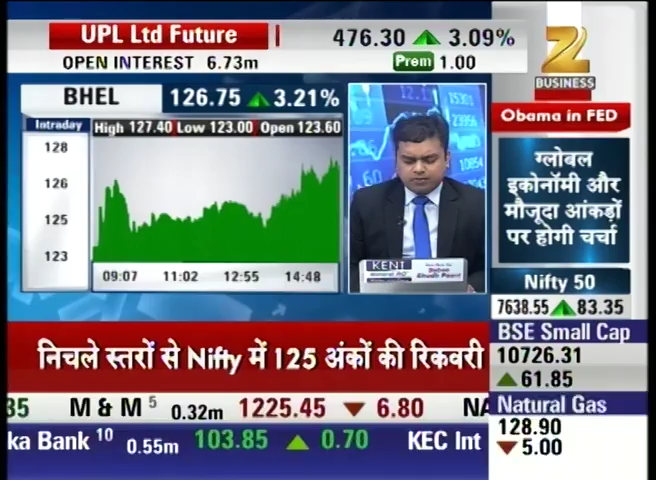 UPL Ltd Future
476.30 3.09%
OPEN INTEREST 6.73m
Prem 1.00
Z
BUSINESS
BHEL
126.75 3.21%
Intraday
High 127.40 Low 123.00 Open 123.60
128
126
125
123
09:07 11:02 12:55 14:48
KENT
Obama in FED
ग्लोबल
इकोनॉमी और
मौजूदा आंकड़ों
पर होगी चर्चा
Nifty 50
7638.55 83.35
BSE Small Cap
10726.31
61.85
Natural Gas
128.90
5.00
निचले स्तरों से Nifty में 125 अंकों की रिकवरी
35 M & M 5 0.32m 1225.45 6.80 NA
ka Bank 10 0.55m 103.85 0.70 KEC Int